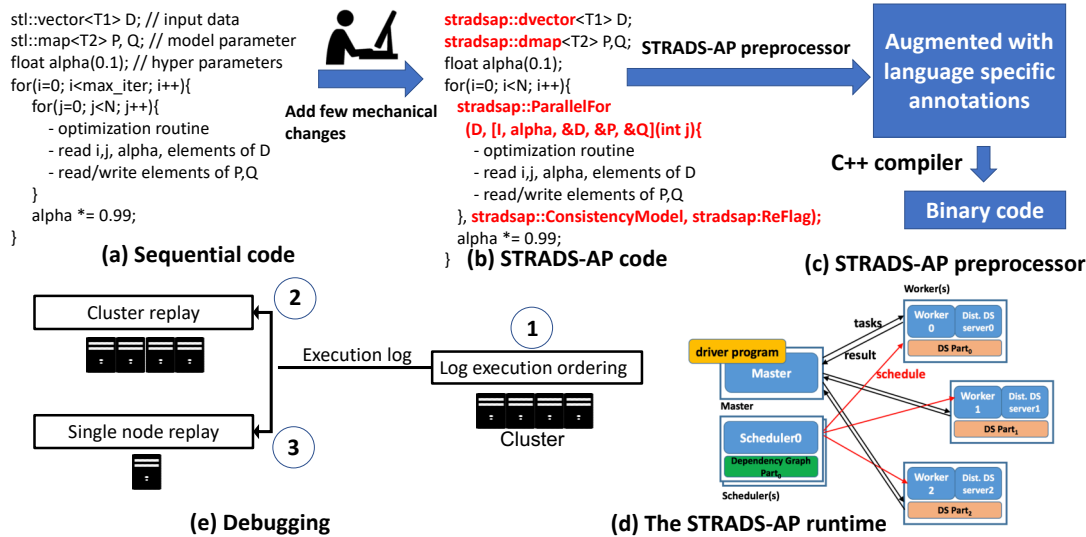 stl::vector<T1> D; // input data
stl::map<T2> P, Q; // model parameter
float alpha(0.1); // hyper parameters
for(i=0; i<max_iter; i++){
for(j=0; j<N; j++){
- optimization routine
- read i,j, alpha, elements of D
- read/write elements of P,Q
}
alpha *= 0.99;
}
(a) Sequential code
Add few mechanical
changes
stradsap::dvector<T1> D;
stradsap::dmap<T2> P,Q;
float alpha(0.1);
for(i=0; i<N; i++){
stradsap::ParallelFor
(D, [I, alpha, &D, &P, &Q](int j){
- optimization routine
- read i,j, alpha, elements of D
- read/write elements of P,Q
}, stradsap::ConsistencyModel, stradsap:ReFlag);
alpha *= 0.99;
}
(b) STRADS-AP code
STRADS-AP preprocessor
Augmented with
language specific
annotations
C++ compiler
Binary code
(c) STRADS-AP preprocessor
2
Cluster replay
Execution log
1
Log execution ordering
Cluster
Single node replay
3
(e) Debugging
driver program
Master
Master
Scheduler0
Dependency Graph
Part0
Scheduler(s)
tasks
result
schedule
Worker(s)
Worker
0
Dist. DS
server0
DS Part0
Worker
1
Dist. DS
server1
DS Part1
Worker
2
Dist. DS
server2
DS Part2
(d) The STRADS-AP runtime